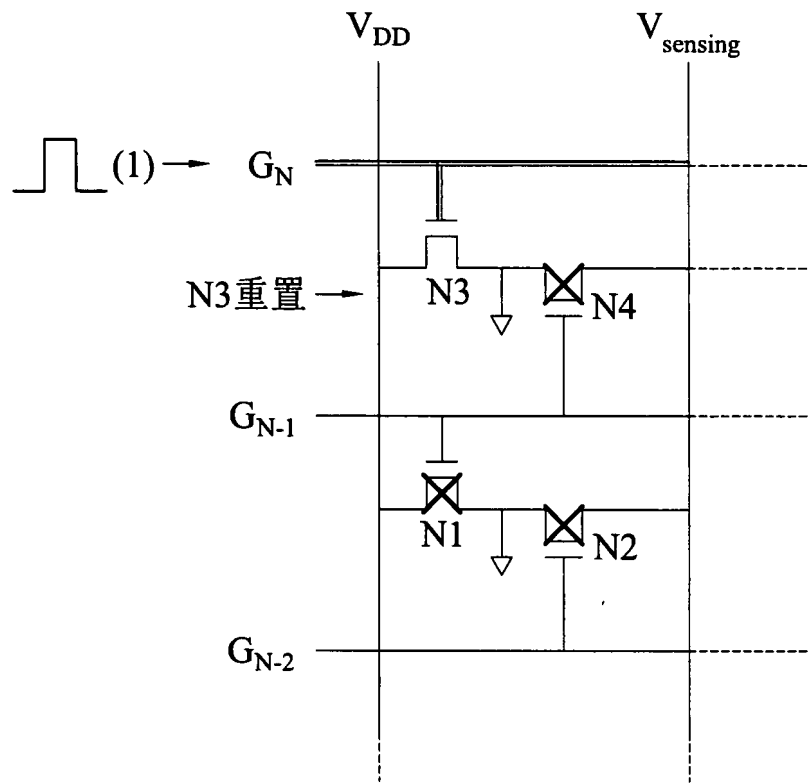 V_DD V_sensing
(1) G_N
N3重置 N3 N4
G_N-1
N1 N2
G_N-2